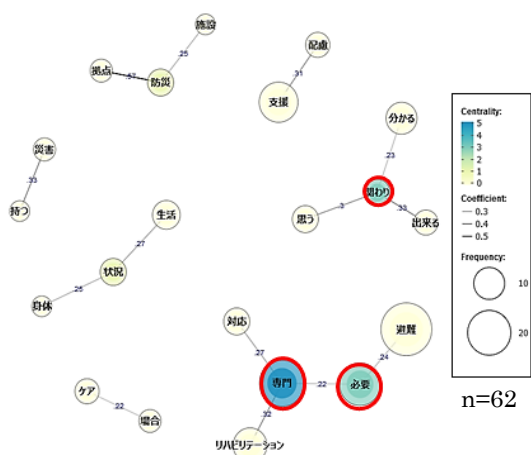 施設
.25
拠点
.57
防災
配慮
.31
支援
分かる
.23
関わり
.3
.33
思う
出来る
災害
.33
持つ
生活
.27
状況
.25
身体
対応
.27
避難
.24
専門
.22
必要
.32
リハビリテーション
ケア
.22
場合
Centrality:
5
4
3
2
1
0
Coefficient:
0.3
0.4
0.5
Frequency:
10
20
n=62